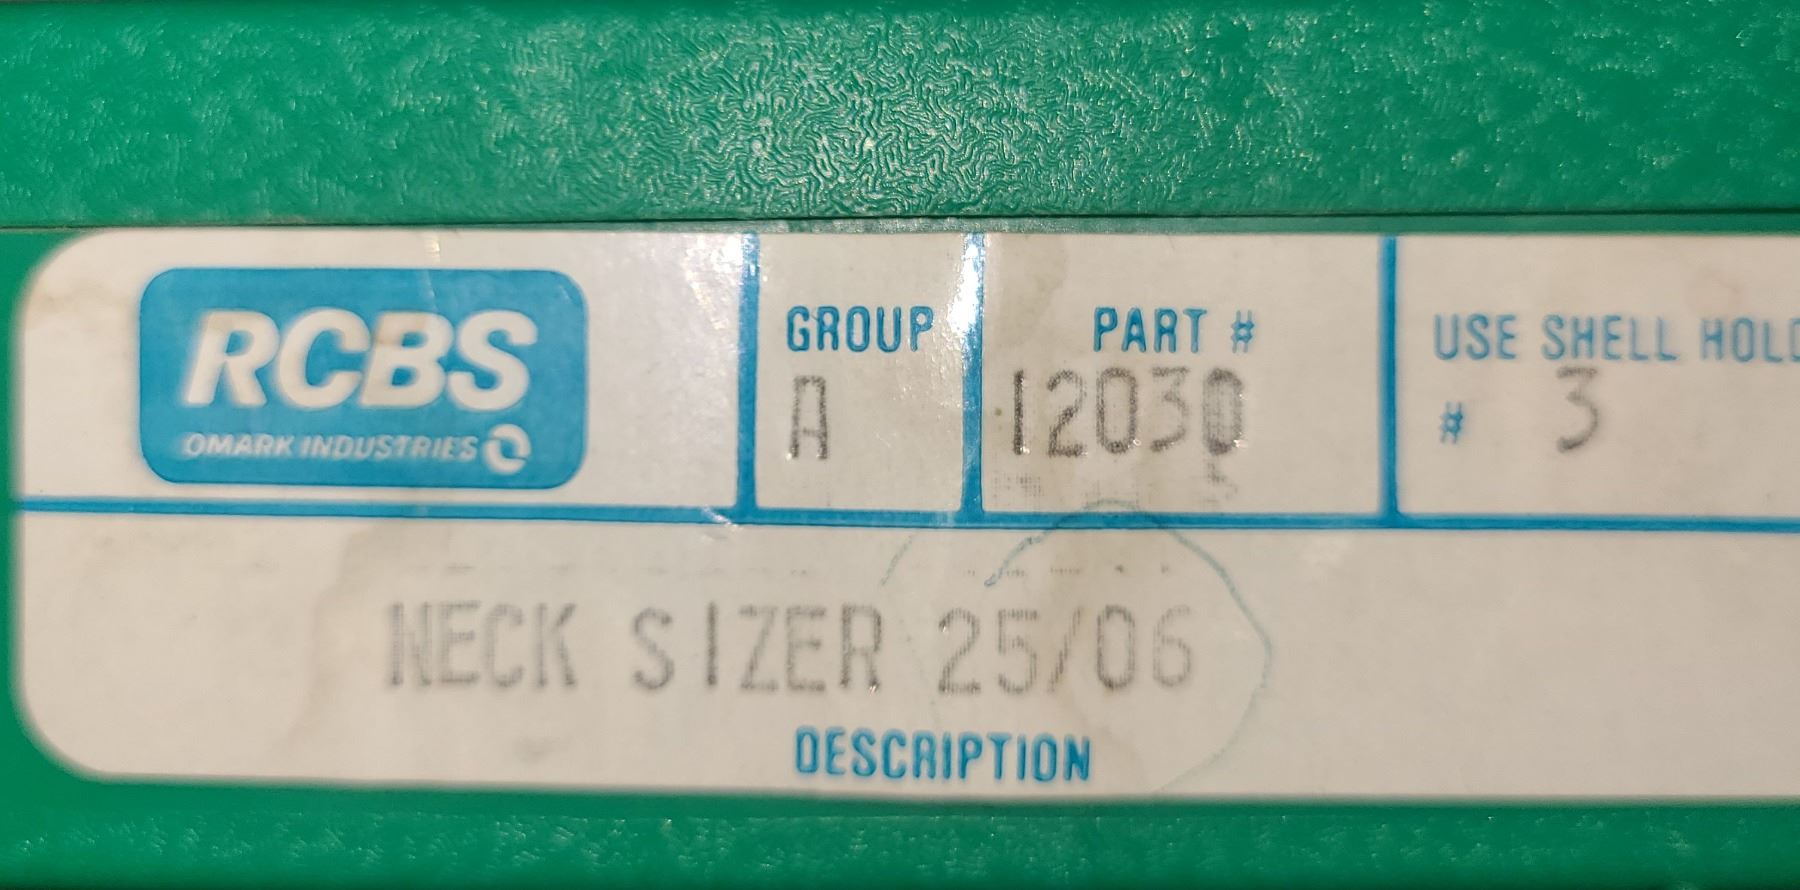 RCBS
OMARK INDUSTRIES
GROUP
A
PART #
12030
USE SHELL HOLD
# 3
NECK SIZER 25/06
DESCRIPTION